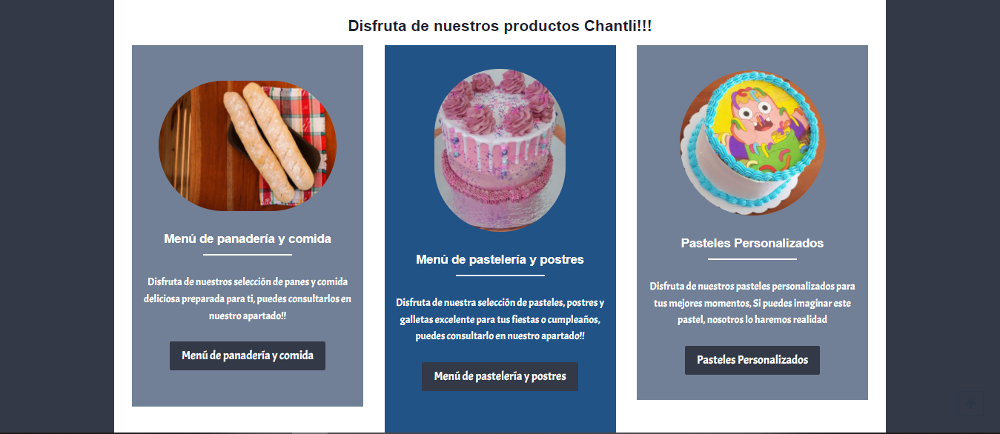 Disfruta de nuestros productos Chantli!!!
Menú de panadería y comida
Disfruta de nuestros selección de panes y comida
deliciosa preparada para ti, puedes consultarlos en
nuestro apartado!!
Menú de panadería y comida
Menú de pastelería y postres
Disfruta de nuestra selección de pasteles, postres y
galletas excelente para tus fiestas o cumpleaños,
puedes consultarlo en nuestro apartado!!
Menú de pastelería y postres
Pasteles Personalizados
Disfruta de nuestros pasteles personalizados para
tus mejores momentos, Si puedes imaginar este
pastel, nosotros lo haremos realidad
Pasteles Personalizados